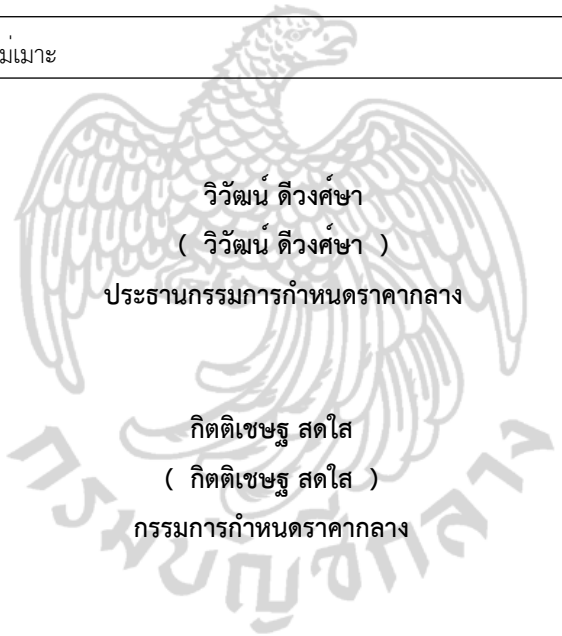 ม่เมาะ
วิวัฒน์ ดีวงศ์ษา
( วิวัฒน์ ดีวงศ์ษา )
ประธานกรรมการกำหนดราคากลาง
กิตติเชษฐ สดใส
( กิตติเชษฐ สดใส )
กรรมการกำหนดราคากลาง
กรมบัญชีกลาง